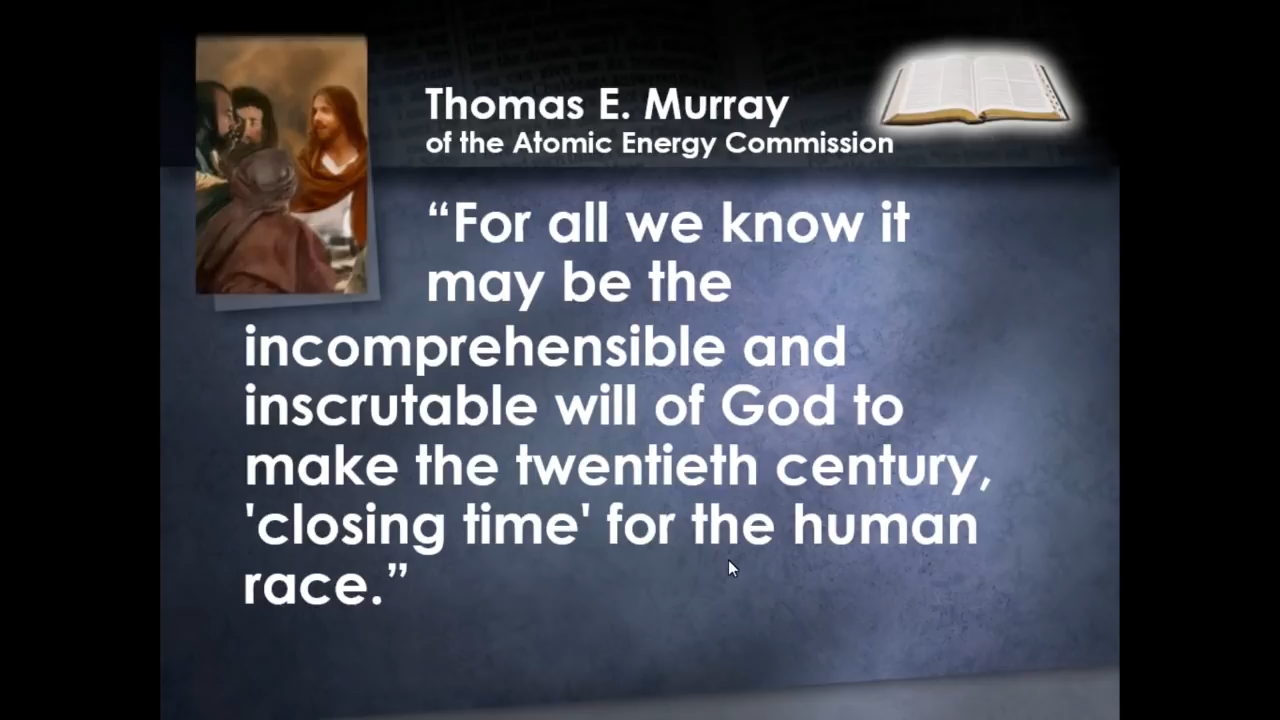 Thomas E. Murray
of the Atomic Energy Commission
“For all we know it
may be the
incomprehensible and
inscrutable will of God to
make the twentieth century,
'closing time' for the human
race.”